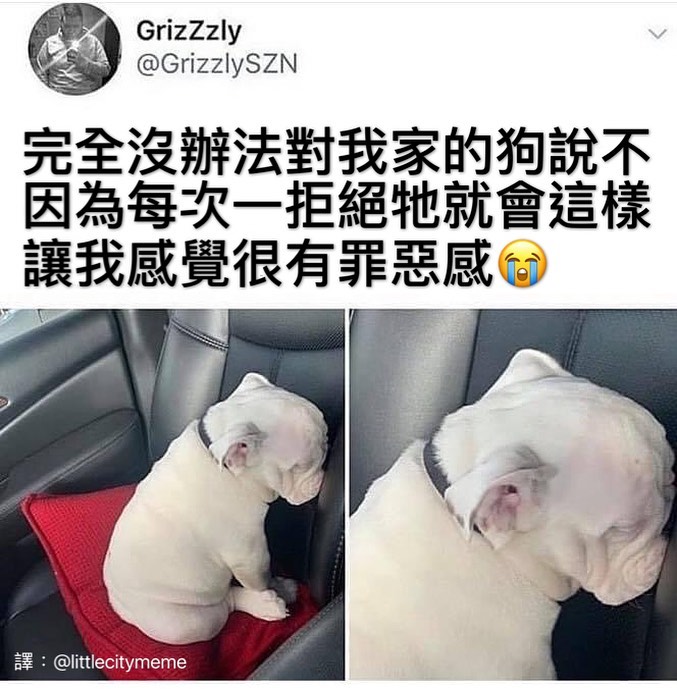 GrizZzly
@GrizzlySZN
完全沒辦法對我家的狗說不
因為每次一拒絕牠就會這樣
讓我感覺很有罪惡感😭
譯：@littlecitymeme